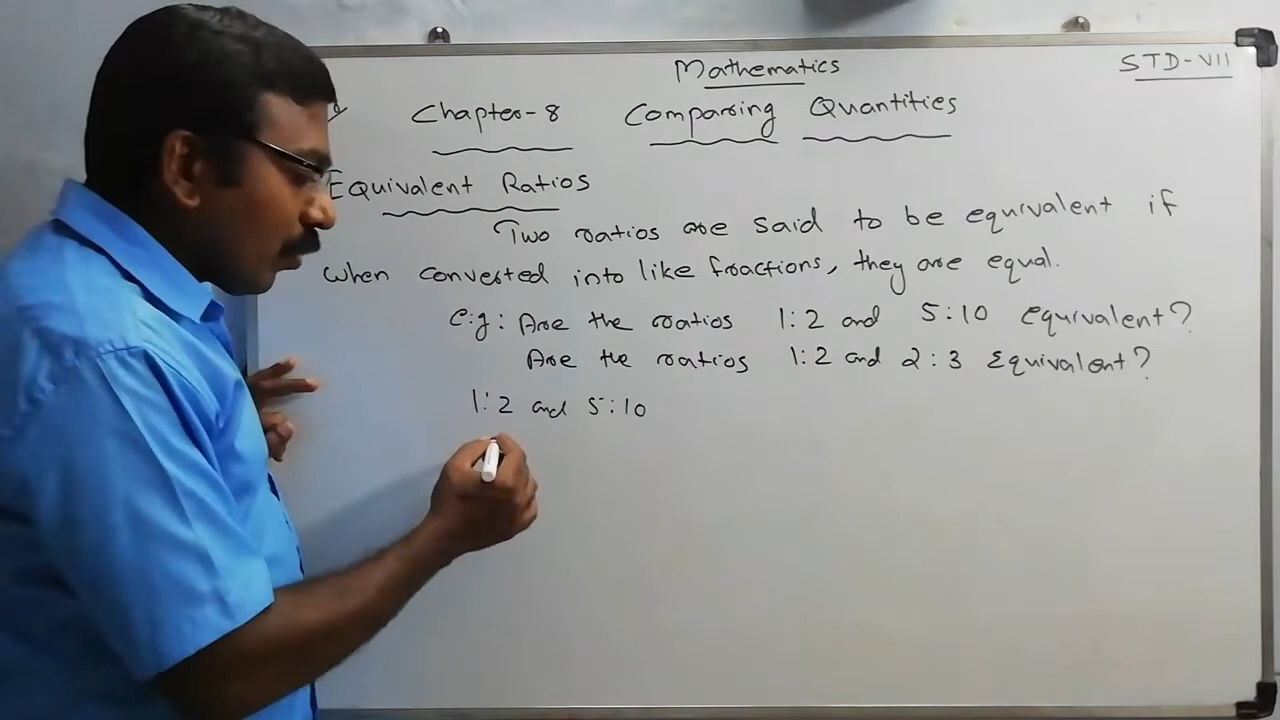 Mathematics
STD-VII
Chapter-8 Comparing Quantities
Equivalent Ratios
Two ratios are said to be equivalent if
when converted into like fractions, they are equal.
e.g: Are the ratios 1:2 and 5:10 equivalent?
Are the ratios 1:2 and 2:3 Equivalent?
1:2 and 5:10